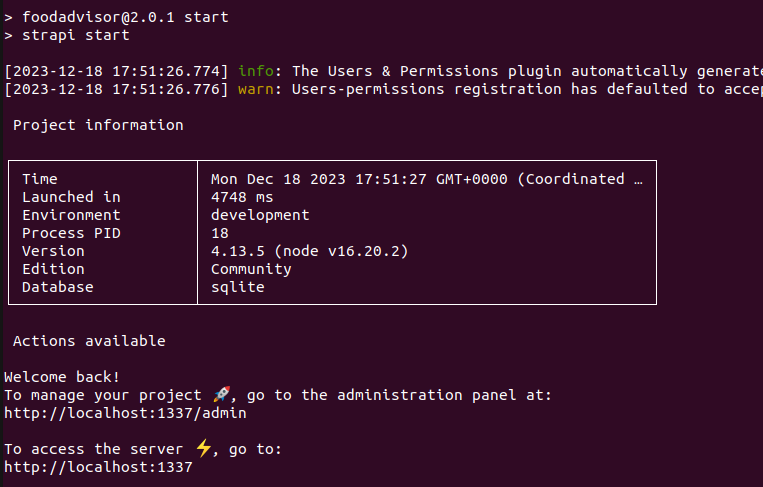 > foodadvisor@2.0.1 start
> strapi start
[2023-12-18 17:51:26.774] info: The Users & Permissions plugin automatically generate
[2023-12-18 17:51:26.776] warn: Users-permissions registration has defaulted to accep
Project information
Time Mon Dec 18 2023 17:51:27 GMT+0000 (Coordinated …
Launched in 4748 ms
Environment development
Process PID 18
Version 4.13.5 (node v16.20.2)
Edition Community
Database sqlite
Actions available
Welcome back!
To manage your project 🚀, go to the administration panel at:
http://localhost:1337/admin
To access the server ⚡, go to:
http://localhost:1337